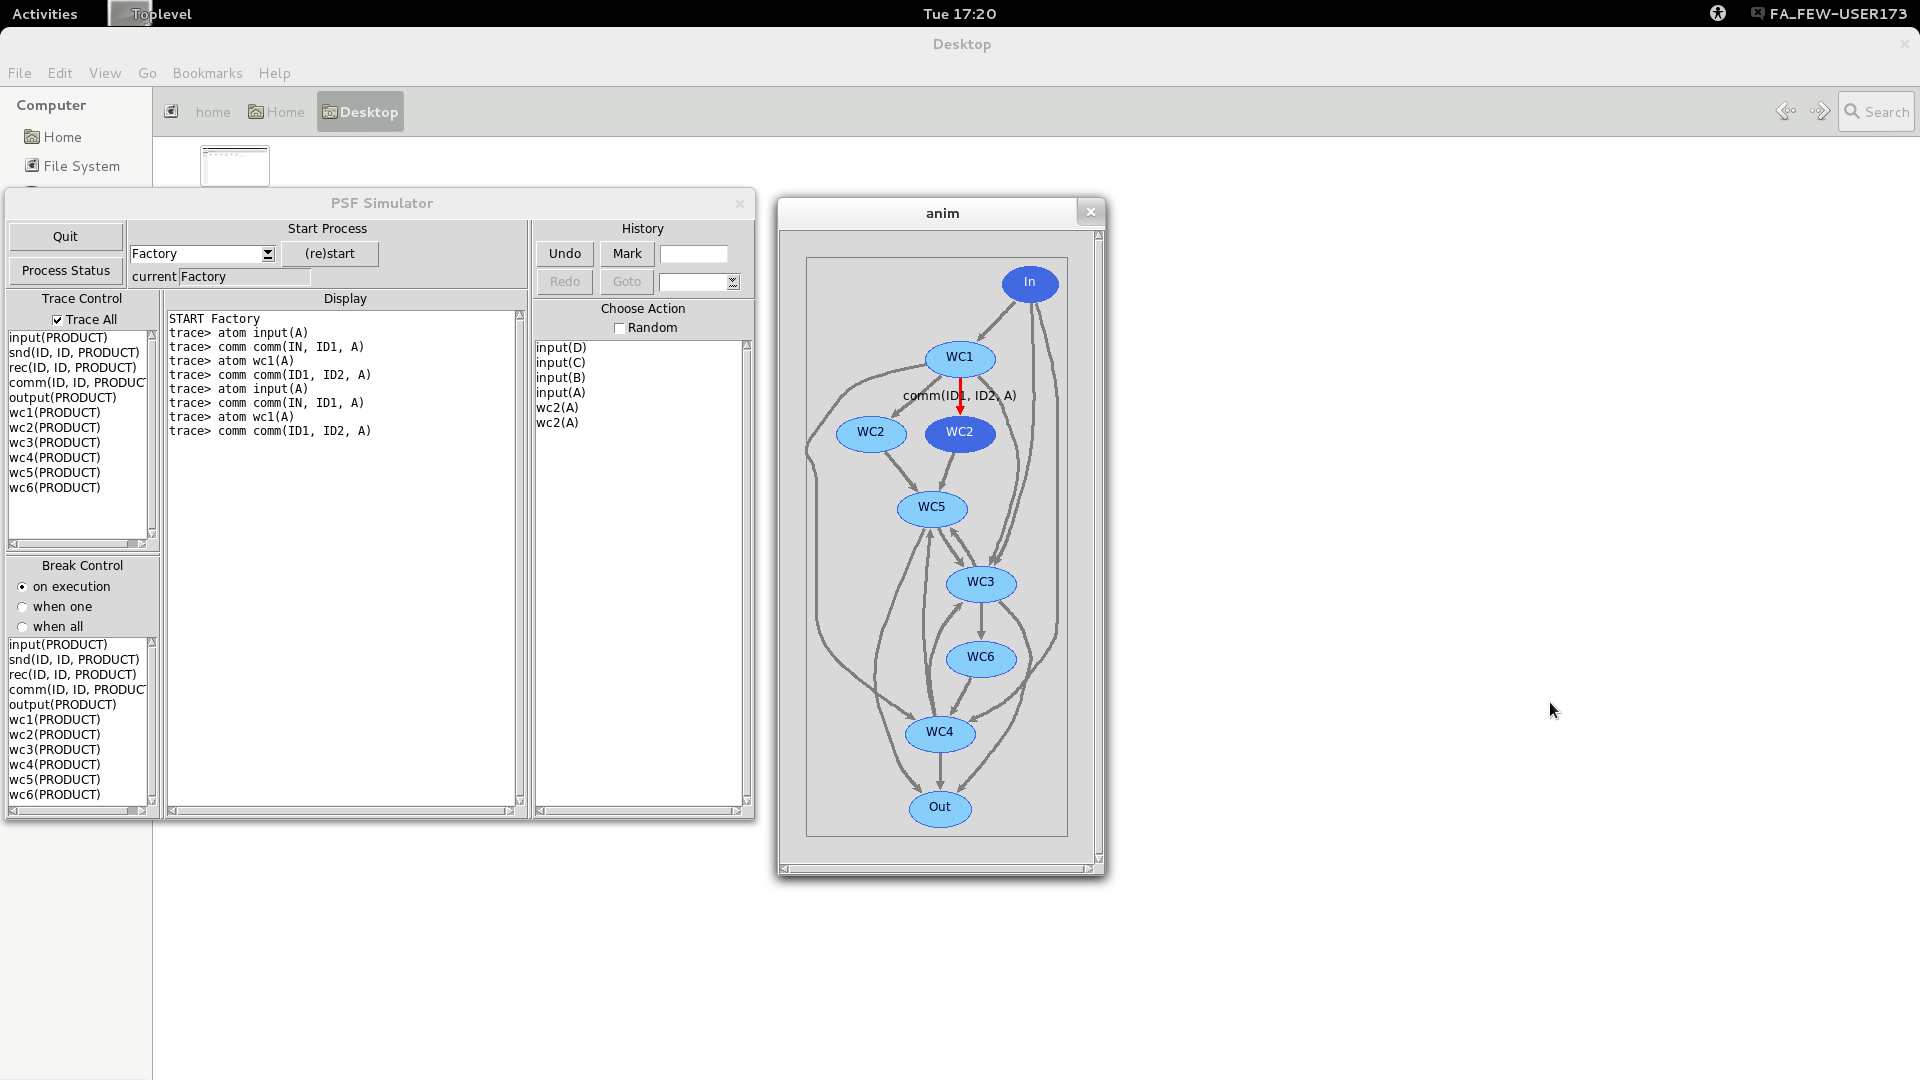 Activities
Toplevel
Tue 17:20
FA_FEW-USER173
Desktop
File Edit View Go Bookmarks Help
Computer
Home
File System
home
Home
Desktop
Search
PSF Simulator
Quit
Process Status
Start Process
Factory
(re)start
current Factory
History
Undo
Mark
Redo
Goto
Trace Control
Trace All
input(PRODUCT)
snd(ID, ID, PRODUCT)
rec(ID, ID, PRODUCT)
comm(ID, ID, PRODUC
output(PRODUCT)
wc1(PRODUCT)
wc2(PRODUCT)
wc3(PRODUCT)
wc4(PRODUCT)
wc5(PRODUCT)
wc6(PRODUCT)
Break Control
on execution
when one
when all
input(PRODUCT)
snd(ID, ID, PRODUCT)
rec(ID, ID, PRODUCT)
comm(ID, ID, PRODUC
output(PRODUCT)
wc1(PRODUCT)
wc2(PRODUCT)
wc3(PRODUCT)
wc4(PRODUCT)
wc5(PRODUCT)
wc6(PRODUCT)
Display
START Factory
trace> atom input(A)
trace> comm comm(IN, ID1, A)
trace> atom wc1(A)
trace> comm comm(ID1, ID2, A)
trace> atom input(A)
trace> comm comm(IN, ID1, A)
trace> atom wc1(A)
trace> comm comm(ID1, ID2, A)
Choose Action
Random
input(D)
input(C)
input(B)
input(A)
wc2(A)
wc2(A)
anim
In
WC1
comm(ID1, ID2, A)
WC2
WC2
WC5
WC3
WC6
WC4
Out